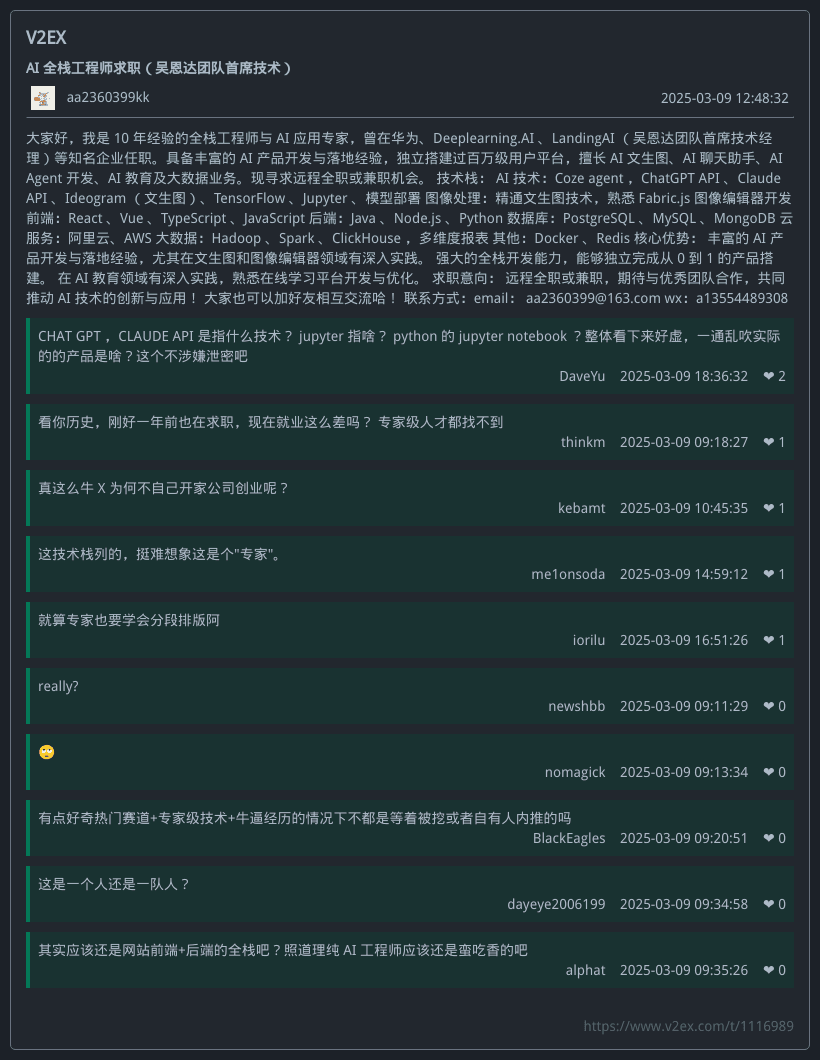 V2EX
AI 全栈工程师求职（吴恩达团队首席技术）
aa2360399kk 2025-03-09 12:48:32
大家好，我是 10 年经验的全栈工程师与 AI 应用专家，曾在华为、Deeplearning.AI 、LandingAI （吴恩达团队首席技术经
理）等知名企业任职。具备丰富的 AI 产品开发与落地经验，独立搭建过百万级用户平台，擅长 AI 文生图、AI 聊天助手、AI
Agent 开发、AI 教育及大数据业务。现寻求远程全职或兼职机会。 技术栈： AI 技术：Coze agent ，ChatGPT API 、Claude
API 、Ideogram （文生图）、TensorFlow 、Jupyter 、模型部署 图像处理：精通文生图技术，熟悉 Fabric.js 图像编辑器开发
前端：React 、Vue 、TypeScript 、JavaScript 后端：Java 、Node.js 、Python 数据库：PostgreSQL 、MySQL 、MongoDB 云
服务：阿里云、AWS 大数据：Hadoop 、Spark 、ClickHouse ，多维度报表 其他：Docker 、Redis 核心优势： 丰富的 AI 产
品开发与落地经验，尤其在文生图和图像编辑器领域有深入实践。 强大的全栈开发能力，能够独立完成从 0 到 1 的产品搭
建。 在 AI 教育领域有深入实践，熟悉在线学习平台开发与优化。 求职意向： 远程全职或兼职，期待与优秀团队合作，共同
推动 AI 技术的创新与应用！ 大家也可以加好友相互交流哈！ 联系方式：email： aa2360399@163.com wx：a13554489308
CHAT GPT ，CLAUDE API 是指什么技术？ jupyter 指啥？ python 的 jupyter notebook ？整体看下来好虚，一通乱吹实际
的的产品是啥？这个不涉嫌泄密吧
DaveYu 2025-03-09 18:36:32 ❤ 2
看你历史，刚好一年前也在求职，现在就业这么差吗？ 专家级人才都找不到
thinkm 2025-03-09 09:18:27 ❤ 1
真这么牛 X 为何不自己开家公司创业呢？
kebamt 2025-03-09 10:45:35 ❤ 1
这技术栈列的，挺难想象这是个"专家"。
me1onsoda 2025-03-09 14:59:12 ❤ 1
就算专家也要学会分段排版阿
iorilu 2025-03-09 16:51:26 ❤ 1
really?
newshbb 2025-03-09 09:11:29 ❤ 0
🙄
nomagick 2025-03-09 09:13:34 ❤ 0
有点好奇热门赛道+专家级技术+牛逼经历的情况下不都是等着被挖或者自有人内推的吗
BlackEagles 2025-03-09 09:20:51 ❤ 0
这是一个人还是一队人？
dayeye2006199 2025-03-09 09:34:58 ❤ 0
其实应该还是网站前端+后端的全栈吧？照道理纯 AI 工程师应该还是蛮吃香的吧
alphat 2025-03-09 09:35:26 ❤ 0
https://www.v2ex.com/t/1116989